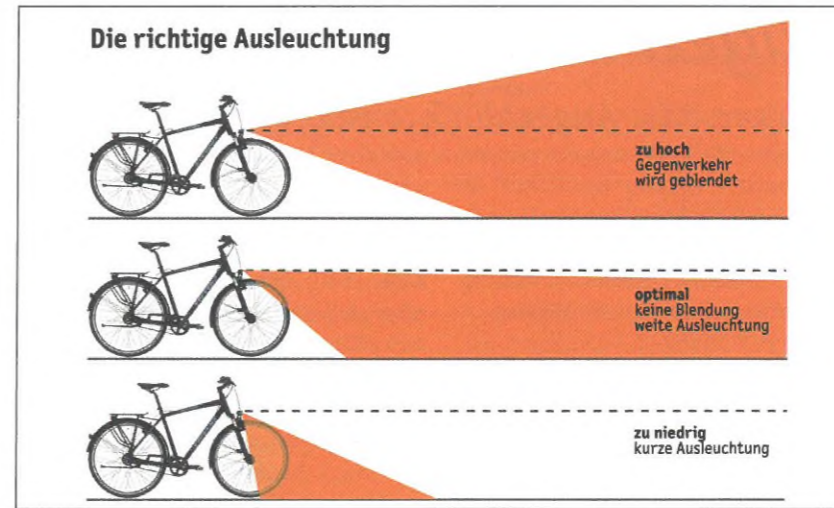 Die richtige Ausleuchtung
zu hoch
Gegenverkehr
wird geblendet
optimal
keine Blendung
weite Ausleuchtung
zu niedrig
kurze Ausleuchtung